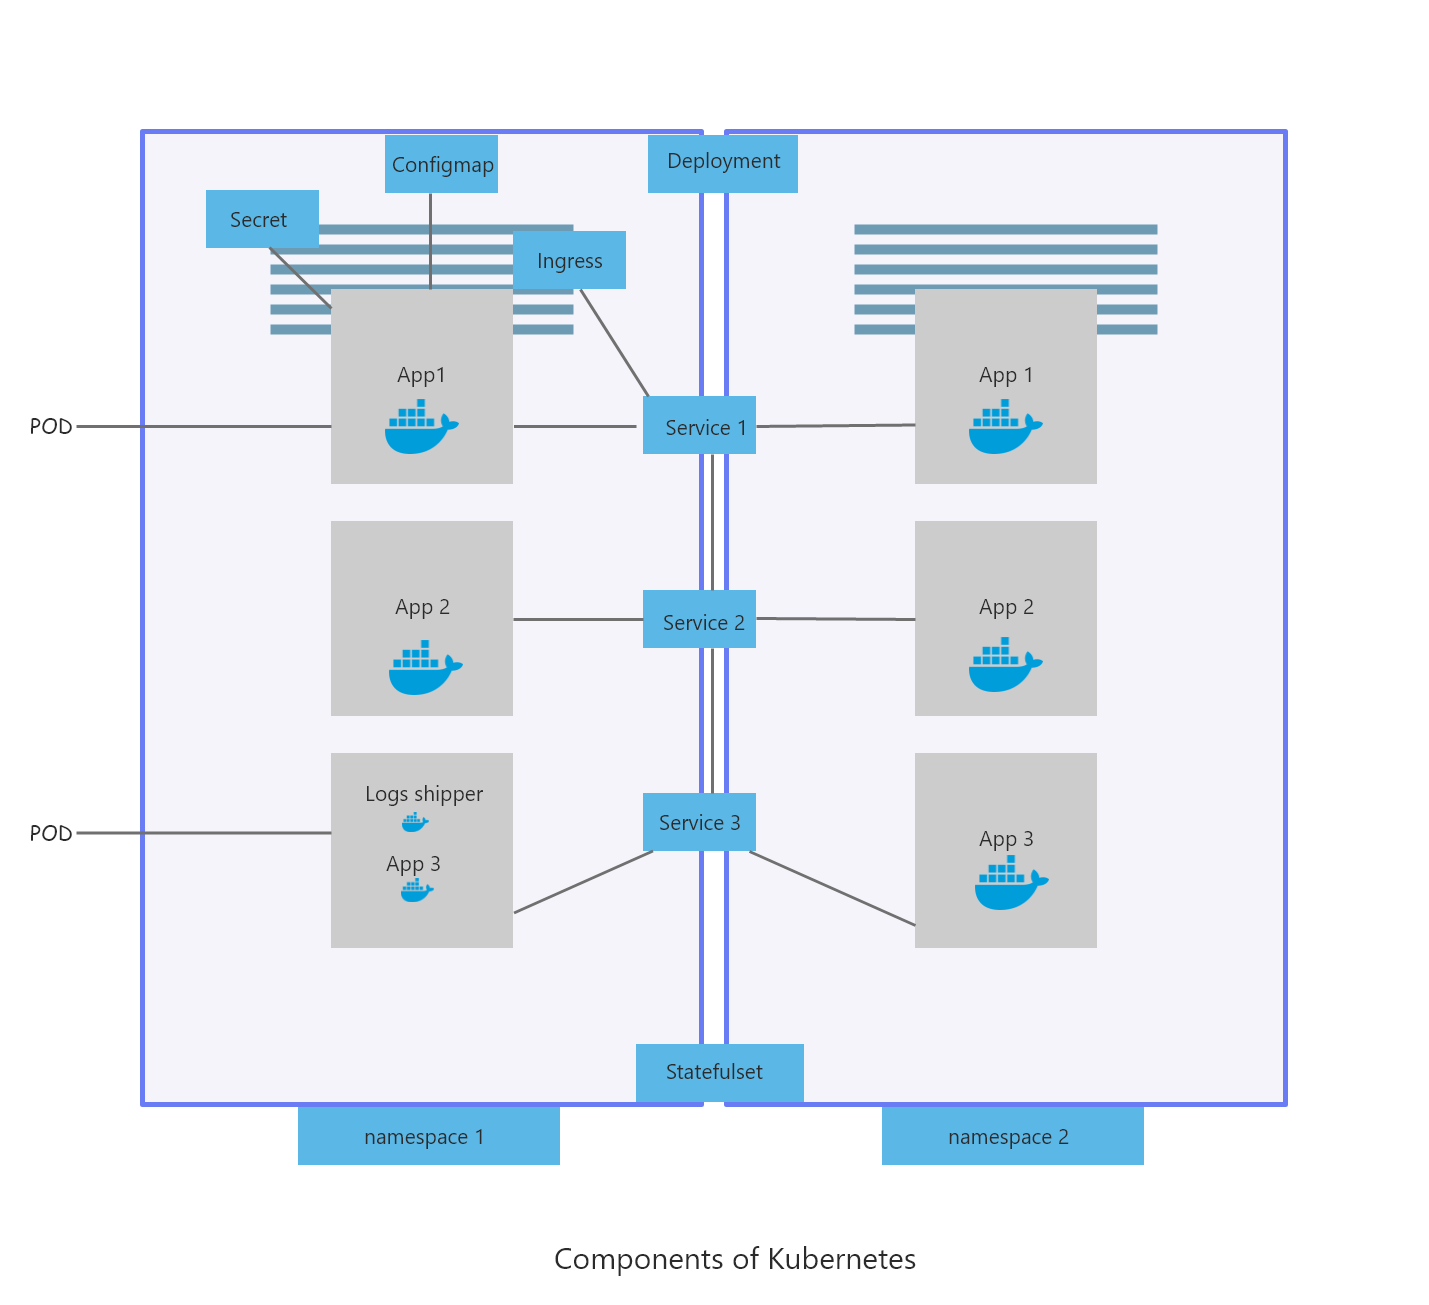 Configmap
Deployment
Secret
Ingress
App1
App 1
POD
Service 1
App 2
App 2
Service 2
Logs shipper
Service 3
POD
App 3
App 3
Statefulset
namespace 1
namespace 2
Components of Kubernetes